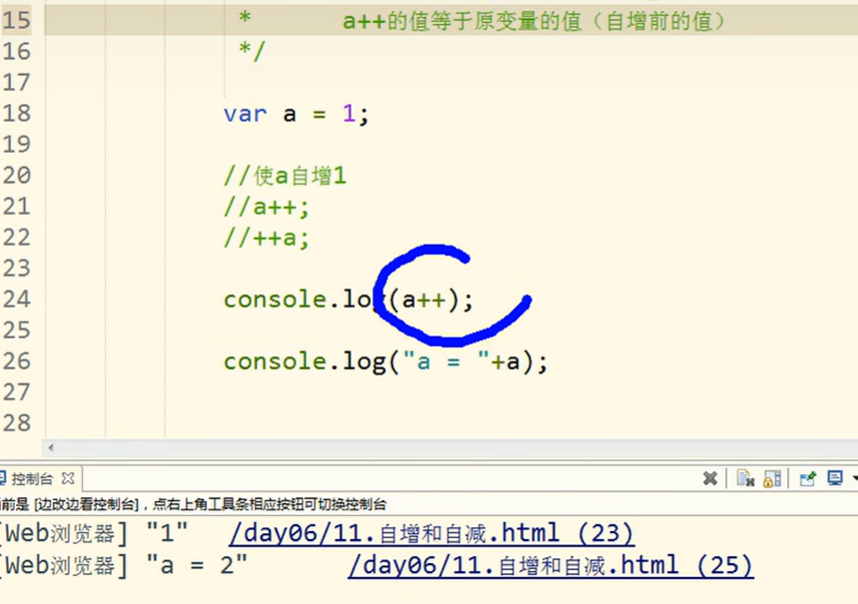 15 * a++的值等于原变量的值（自增前的值）
16 */
17
18 var a = 1;
19
20 //使a自增1
21 //a++;
22 //++a;
23
24 console.log(a++);
25
26 console.log("a = "+a);
27
28
控制台
前是 [边改边看控制台]，点右上角工具条相应按钮可切换控制台
[Web浏览器] "1" /day06/11.自增和自减.html (23)
[Web浏览器] "a = 2" /day06/11.自增和自减.html (25)